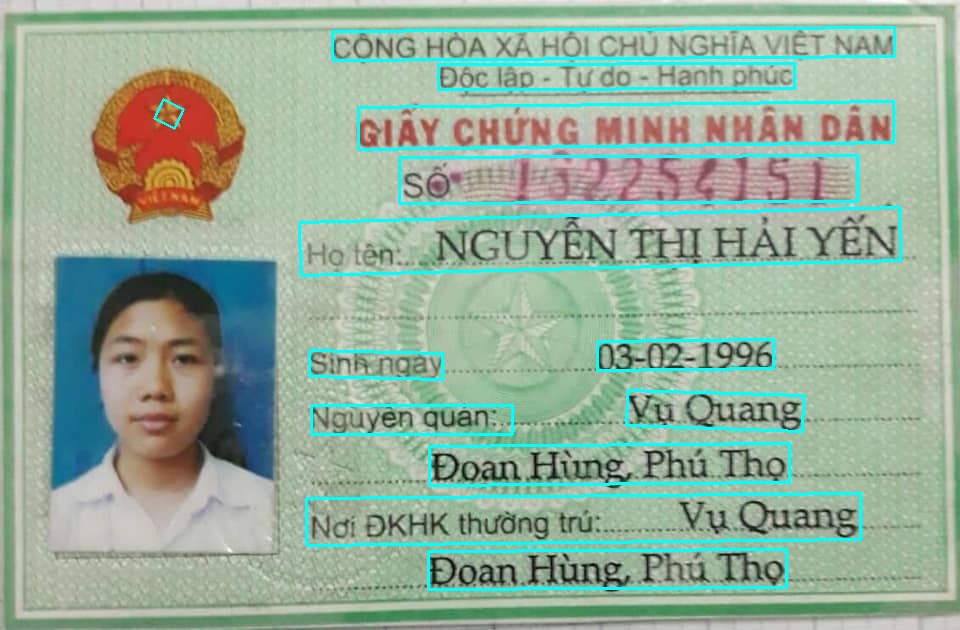 CỘNG HÒA XÃ HỘI CHỦ NGHĨA VIỆT NAM
Độc lập - Tự do - Hạnh phúc
GIẤY CHỨNG MINH NHÂN DÂN
SỐ 132254151
VIETNAM
Họ tên: NGUYỄN THỊ HẢI YẾN
Sinh ngày 03-02-1996
Nguyên quán: Vụ Quang
Đoan Hùng, Phú Thọ
Nơi ĐKHK thường trú: Vụ Quang
Đoan Hùng, Phú Thọ